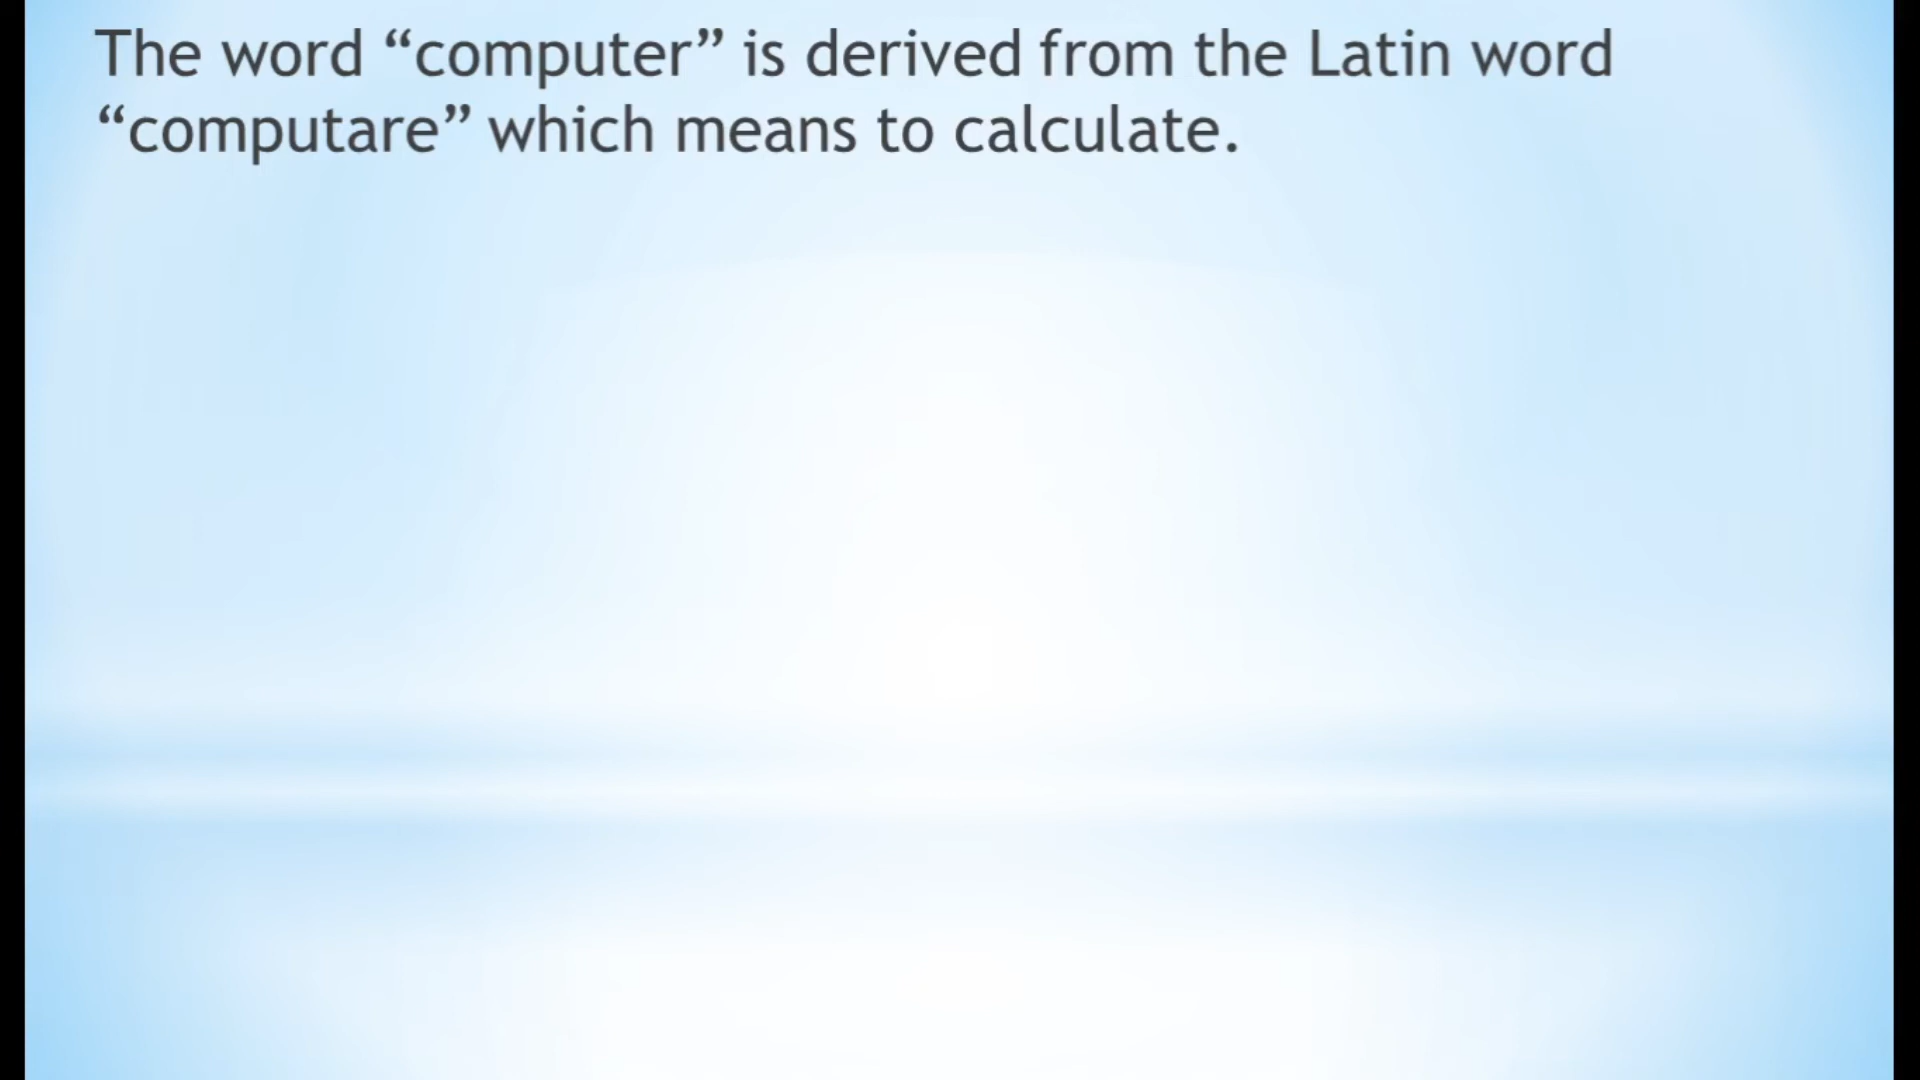 The word “computer” is derived from the Latin word
“computare” which means to calculate.